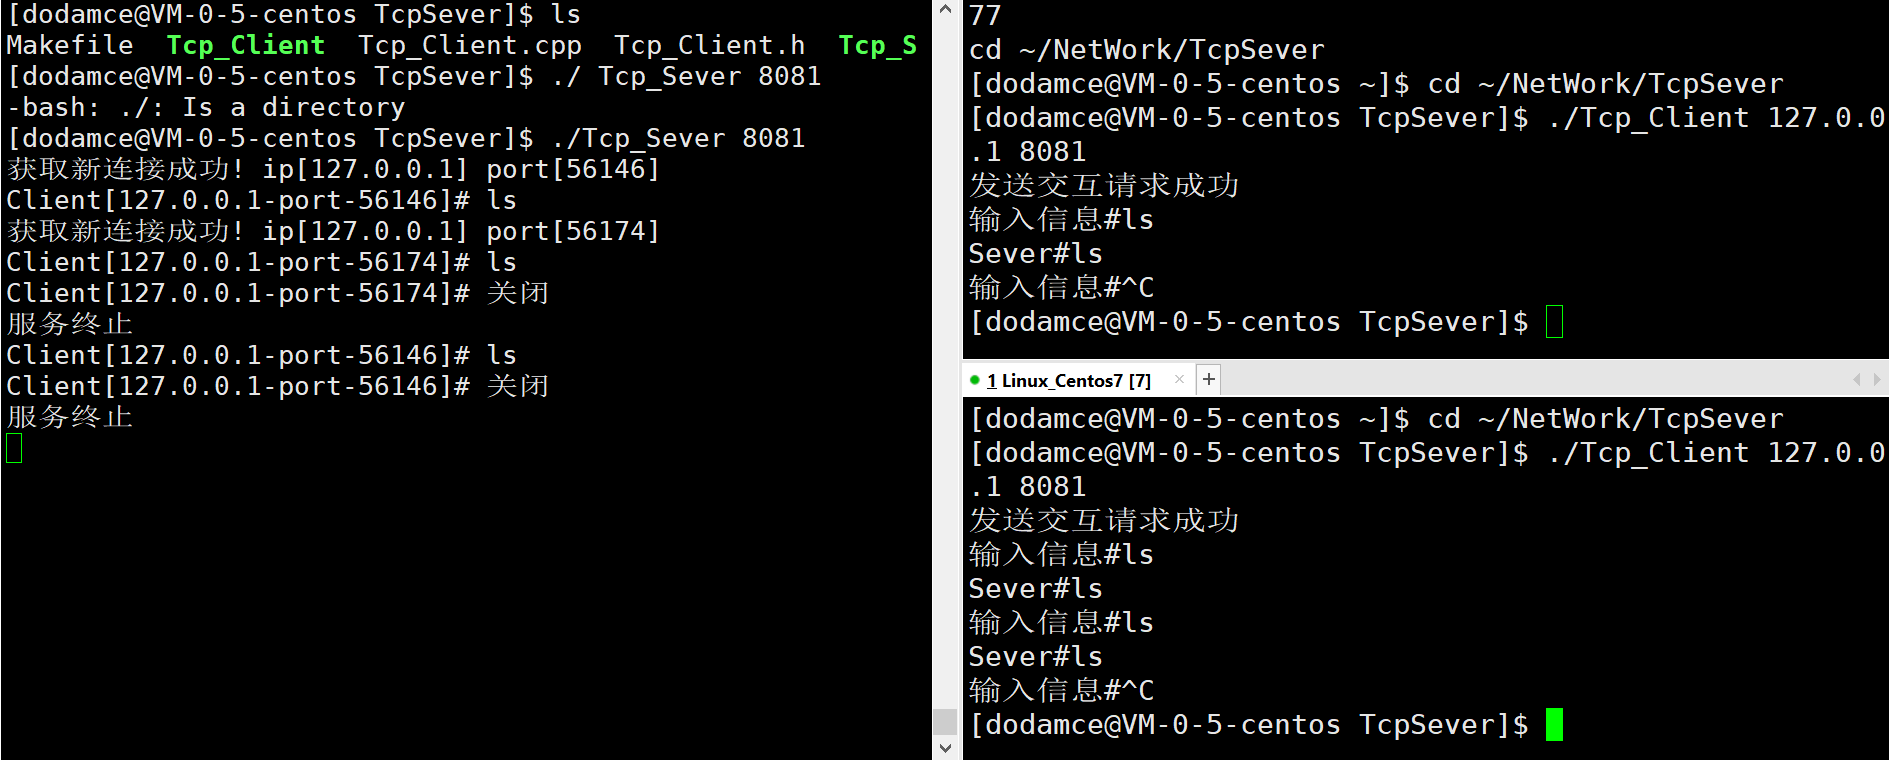 [dodamce@VM-0-5-centos TcpSever]$ ls
Makefile  Tcp_Client  Tcp_Client.cpp  Tcp_Client.h  Tcp_S
[dodamce@VM-0-5-centos TcpSever]$ ./ Tcp_Sever 8081
-bash: ./: Is a directory
[dodamce@VM-0-5-centos TcpSever]$ ./Tcp_Sever 8081
获取新连接成功! ip[127.0.0.1] port[56146]
Client[127.0.0.1-port-56146]# ls
获取新连接成功! ip[127.0.0.1] port[56174]
Client[127.0.0.1-port-56174]# ls
Client[127.0.0.1-port-56174]# 关闭
服务终止
Client[127.0.0.1-port-56146]# ls
Client[127.0.0.1-port-56146]# 关闭
服务终止
77
cd ~/NetWork/TcpSever
[dodamce@VM-0-5-centos ~]$ cd ~/NetWork/TcpSever
[dodamce@VM-0-5-centos TcpSever]$ ./Tcp_Client 127.0.0
.1 8081
发送交互请求成功
输入信息#ls
Sever#ls
输入信息#^C
[dodamce@VM-0-5-centos TcpSever]$
1 Linux_Centos7 [7] × +
[dodamce@VM-0-5-centos ~]$ cd ~/NetWork/TcpSever
[dodamce@VM-0-5-centos TcpSever]$ ./Tcp_Client 127.0.0
.1 8081
发送交互请求成功
输入信息#ls
Sever#ls
输入信息#ls
Sever#ls
输入信息#^C
[dodamce@VM-0-5-centos TcpSever]$